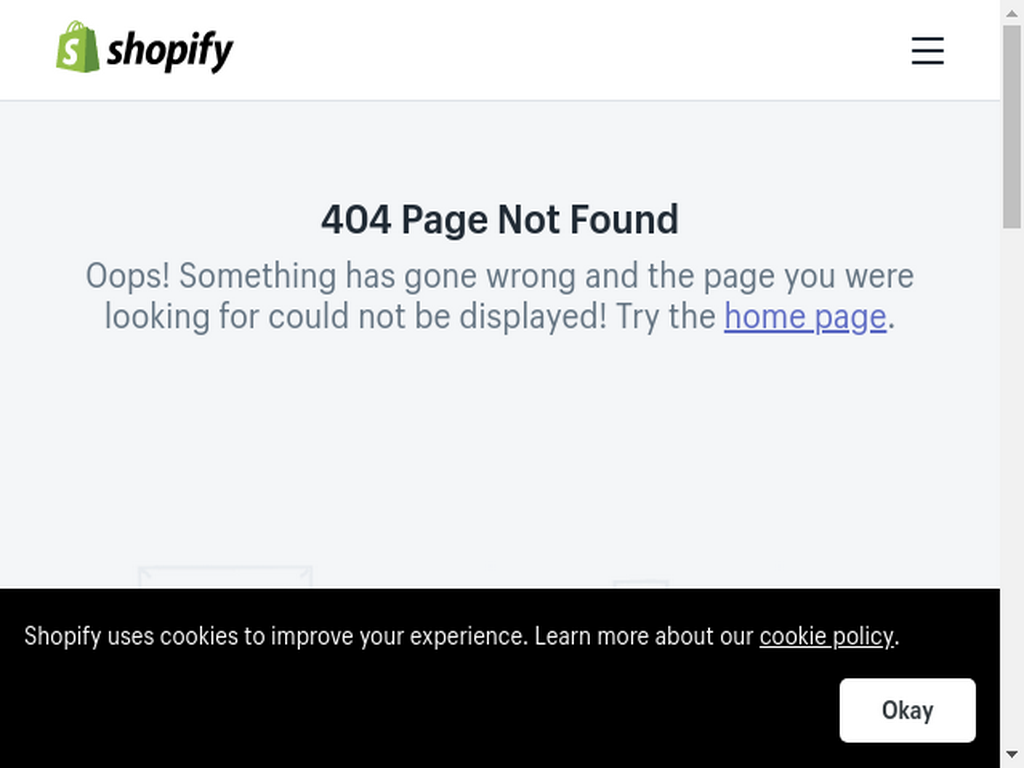 shopify
404 Page Not Found
Oops! Something has gone wrong and the page you were
looking for could not be displayed! Try the home page.
Shopify uses cookies to improve your experience. Learn more about our cookie policy.
Okay